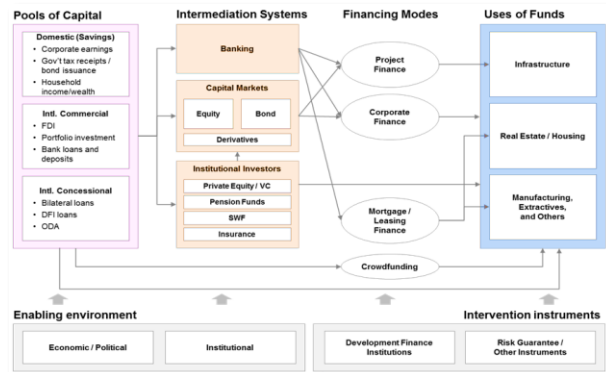 Pools of Capital
Domestic (Savings)
• Corporate earnings
• Gov't tax receipts /
bond issuance
• Household
income/wealth
Intl. Commercial
• FDI
• Portfolio investment
• Bank loans and
deposits
Intl. Concessional
• Bilateral loans
• DFI loans
• ODA
Intermediation Systems
Banking
Capital Markets
Equity
Bond
Derivatives
Institutional Investors
Private Equity / VC
Pension Funds
SWF
Insurance
Financing Modes
Project
Finance
Corporate
Finance
Mortgage /
Leasing
Finance
Crowdfunding
Uses of Funds
Infrastructure
Real Estate / Housing
Manufacturing,
Extractives,
and Others
Enabling environment
Economic / Political
Institutional
Intervention instruments
Development Finance
Institutions
Risk Guarantee /
Other Instruments